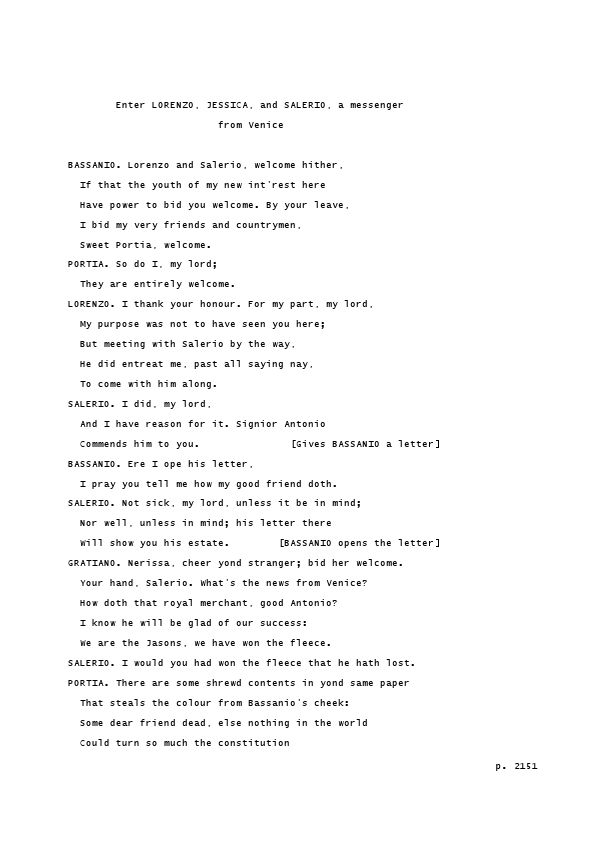 Enter LORENZO, JESSICA, and SALERIO, a messenger
from Venice
BASSANIO. Lorenzo and Salerio, welcome hither,
If that the youth of my new int'rest here
Have power to bid you welcome. By your leave,
I bid my very friends and countrymen,
Sweet Portia, welcome.
PORTIA. So do I, my lord;
They are entirely welcome.
LORENZO. I thank your honour. For my part, my lord,
My purpose was not to have seen you here;
But meeting with Salerio by the way,
He did entreat me, past all saying nay,
To come with him along.
SALERIO. I did, my lord,
And I have reason for it. Signior Antonio
Commends him to you. [Gives BASSANIO a letter]
BASSANIO. Ere I ope his letter,
I pray you tell me how my good friend doth.
SALERIO. Not sick, my lord, unless it be in mind;
Nor well, unless in mind; his letter there
Will show you his estate. [BASSANIO opens the letter]
GRATIANO. Nerissa, cheer yond stranger; bid her welcome.
Your hand, Salerio. What's the news from Venice?
How doth that royal merchant, good Antonio?
I know he will be glad of our success:
We are the Jasons, we have won the fleece.
SALERIO. I would you had won the fleece that he hath lost.
PORTIA. There are some shrewd contents in yond same paper
That steals the colour from Bassanio's cheek:
Some dear friend dead, else nothing in the world
Could turn so much the constitution
p. 2151